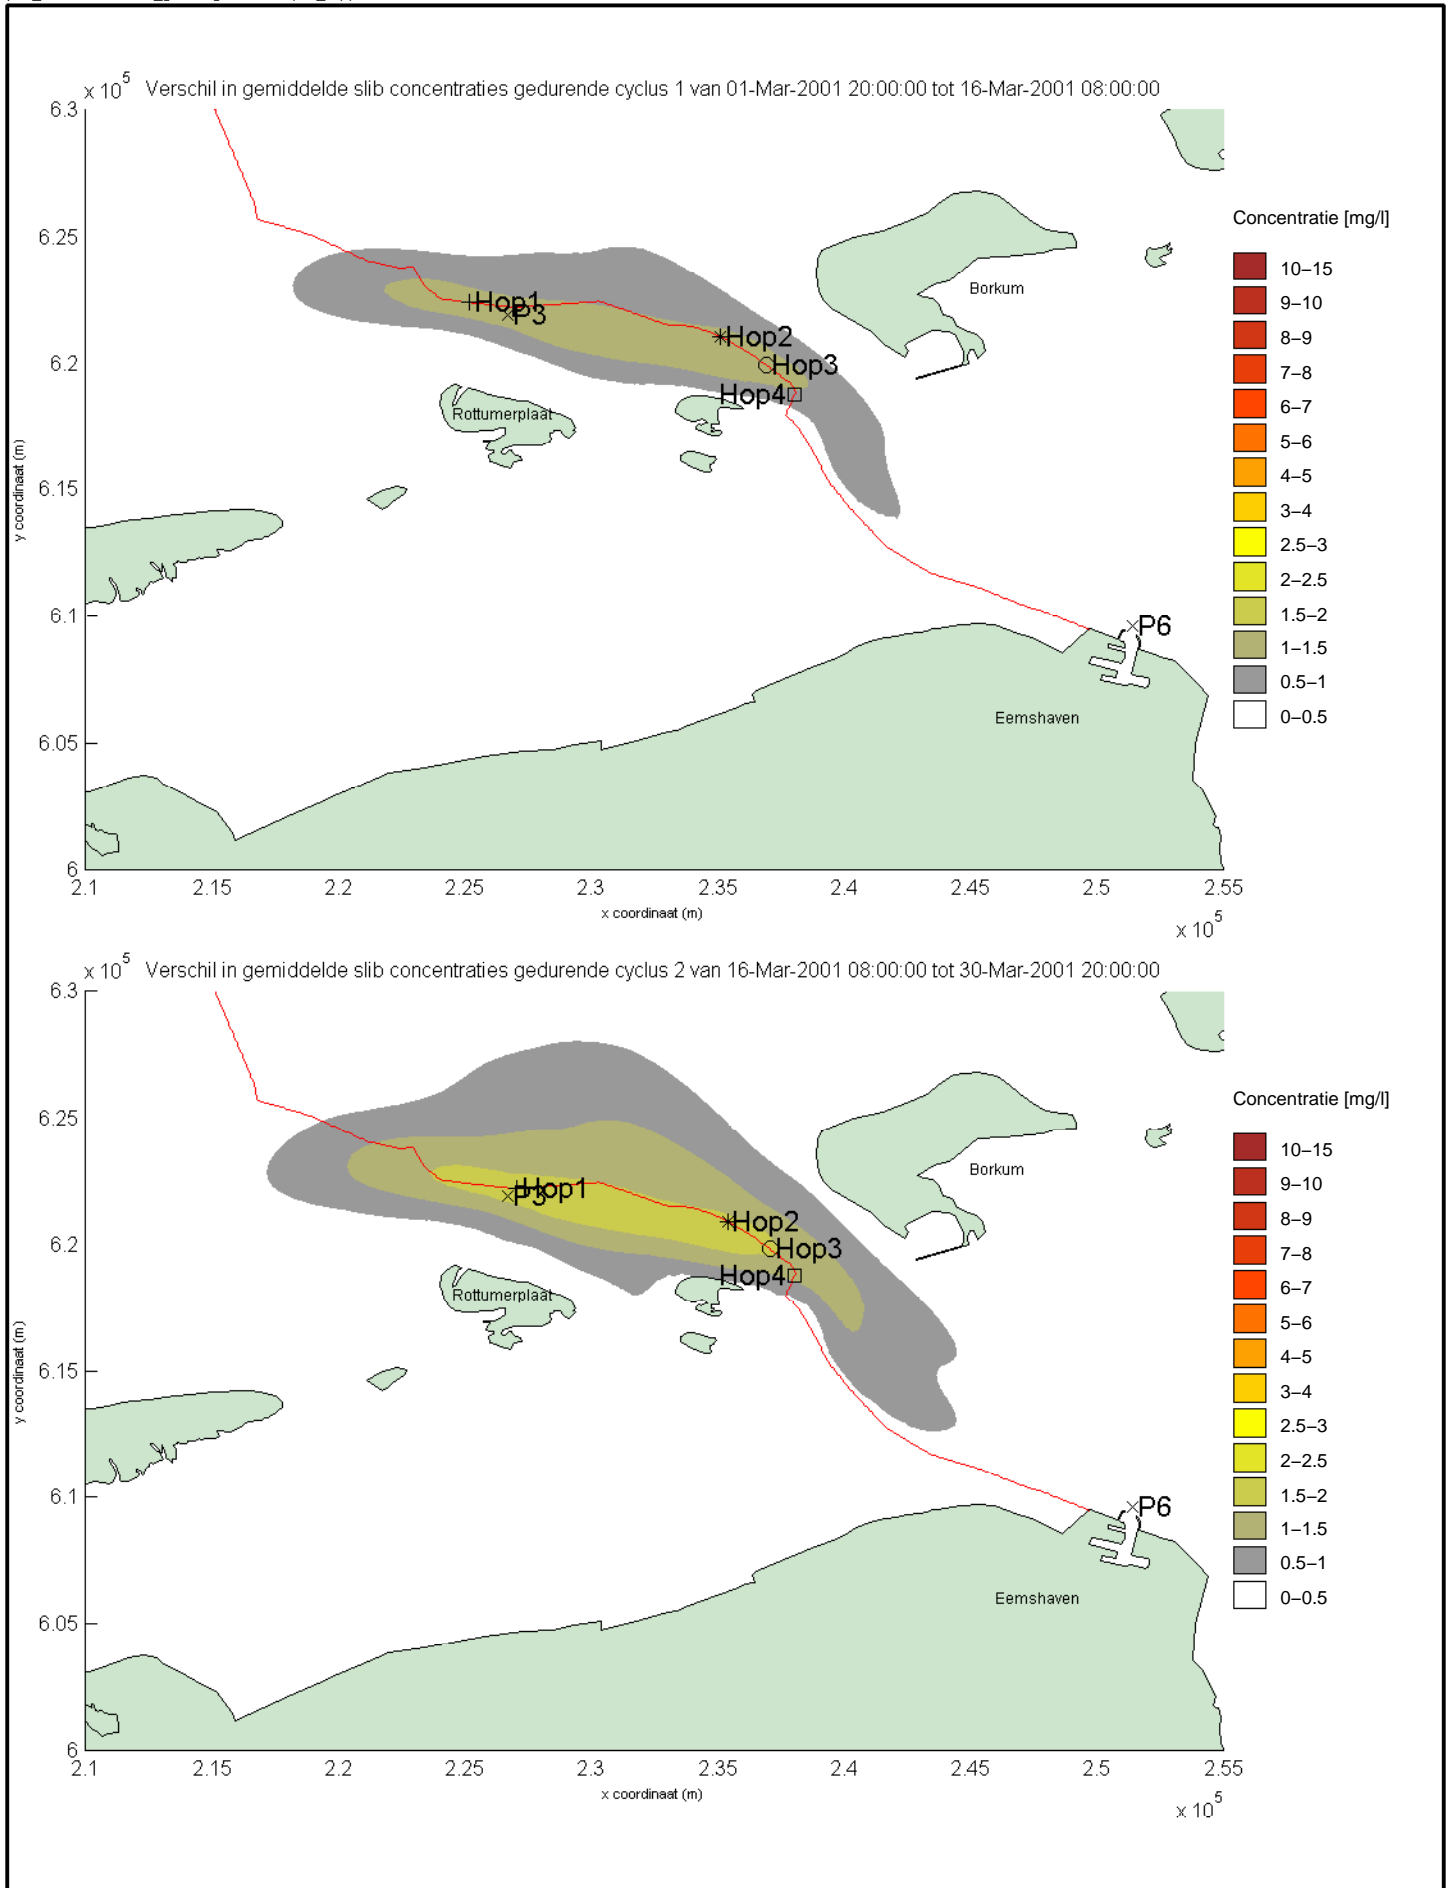 x 10^5 Verschil in gemiddelde slib concentraties gedurende cyclus 1 van 01-Mar-2001 20:00:00 tot 16-Mar-2001 08:00:00
6.3
6.25
6.2
6.15
6.1
6.05
6
y coordinaat (m)
Hop1
P3
Hop2
Hop3
Hop4
Borkum
Rottumerplaat
P6
Eemshaven
2.1 2.15 2.2 2.25 2.3 2.35 2.4 2.45 2.5 2.55
x coordinaat (m)
x 10^5
Concentratie [mg/l]
10–15
9–10
8–9
7–8
6–7
5–6
4–5
3–4
2.5–3
2–2.5
1.5–2
1–1.5
0.5–1
0–0.5
x 10^5 Verschil in gemiddelde slib concentraties gedurende cyclus 2 van 16-Mar-2001 08:00:00 tot 30-Mar-2001 20:00:00
6.3
6.25
6.2
6.15
6.1
6.05
6
y coordinaat (m)
Hop1
P3
Hop2
Hop3
Hop4
Borkum
Rottumerplaat
P6
Eemshaven
2.1 2.15 2.2 2.25 2.3 2.35 2.4 2.45 2.5 2.55
x coordinaat (m)
x 10^5
Concentratie [mg/l]
10–15
9–10
8–9
7–8
6–7
5–6
4–5
3–4
2.5–3
2–2.5
1.5–2
1–1.5
0.5–1
0–0.5